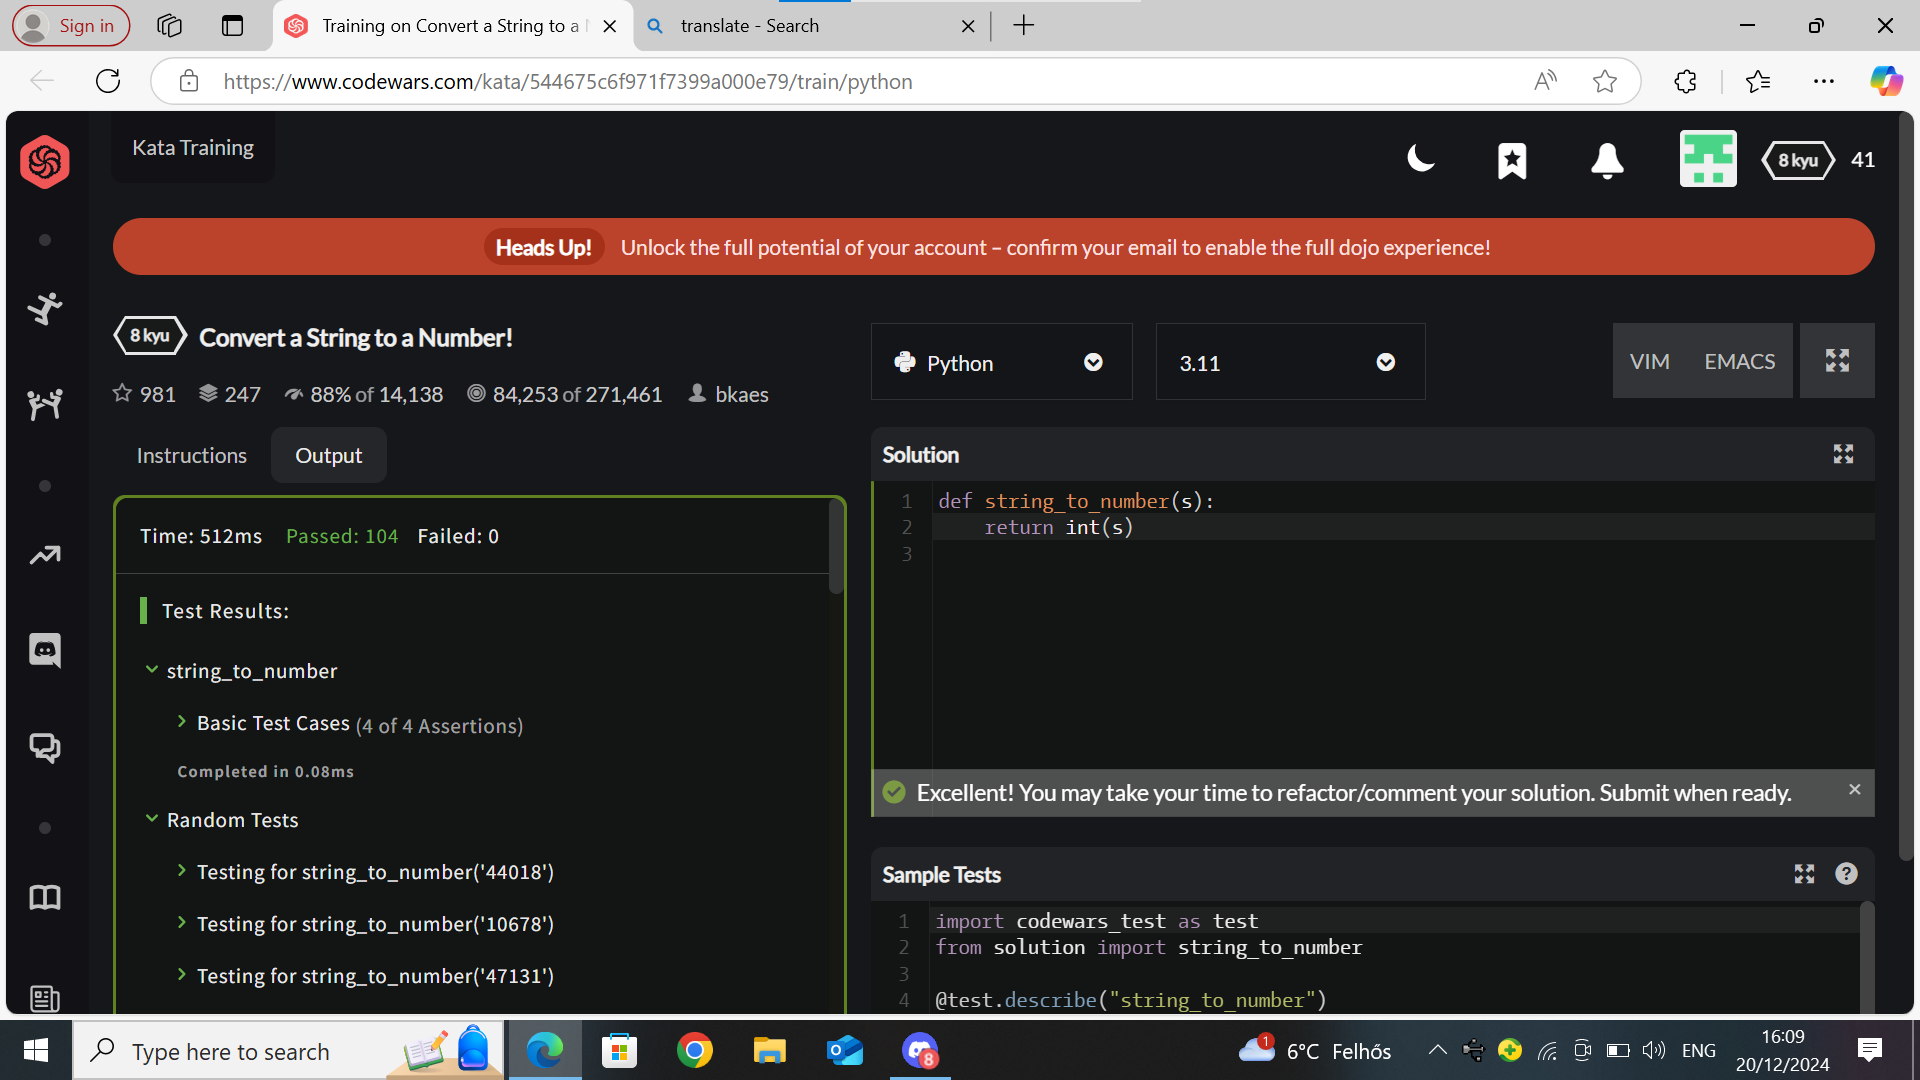 Sign in
Training on Convert a String to a N
translate - Search
https://www.codewars.com/kata/544675c6f971f7399a000e79/train/python
Kata Training
8 kyu
41
Heads Up! Unlock the full potential of your account – confirm your email to enable the full dojo experience!
8 kyu Convert a String to a Number!
981 247 88% of 14,138 84,253 of 271,461 bkaes
Python
3.11
VIM EMACS
Instructions
Output
Time: 512ms Passed: 104 Failed: 0
Test Results:
string_to_number
Basic Test Cases (4 of 4 Assertions)
Completed in 0.08ms
Random Tests
Testing for string_to_number('44018')
Testing for string_to_number('10678')
Testing for string_to_number('47131')
Solution
1 def string_to_number(s):
2     return int(s)
3
Excellent! You may take your time to refactor/comment your solution. Submit when ready.
Sample Tests
1 import codewars_test as test
2 from solution import string_to_number
3
4 @test.describe("string_to_number")
Type here to search
8
1
6°C Felhős
ENG
16:09
20/12/2024